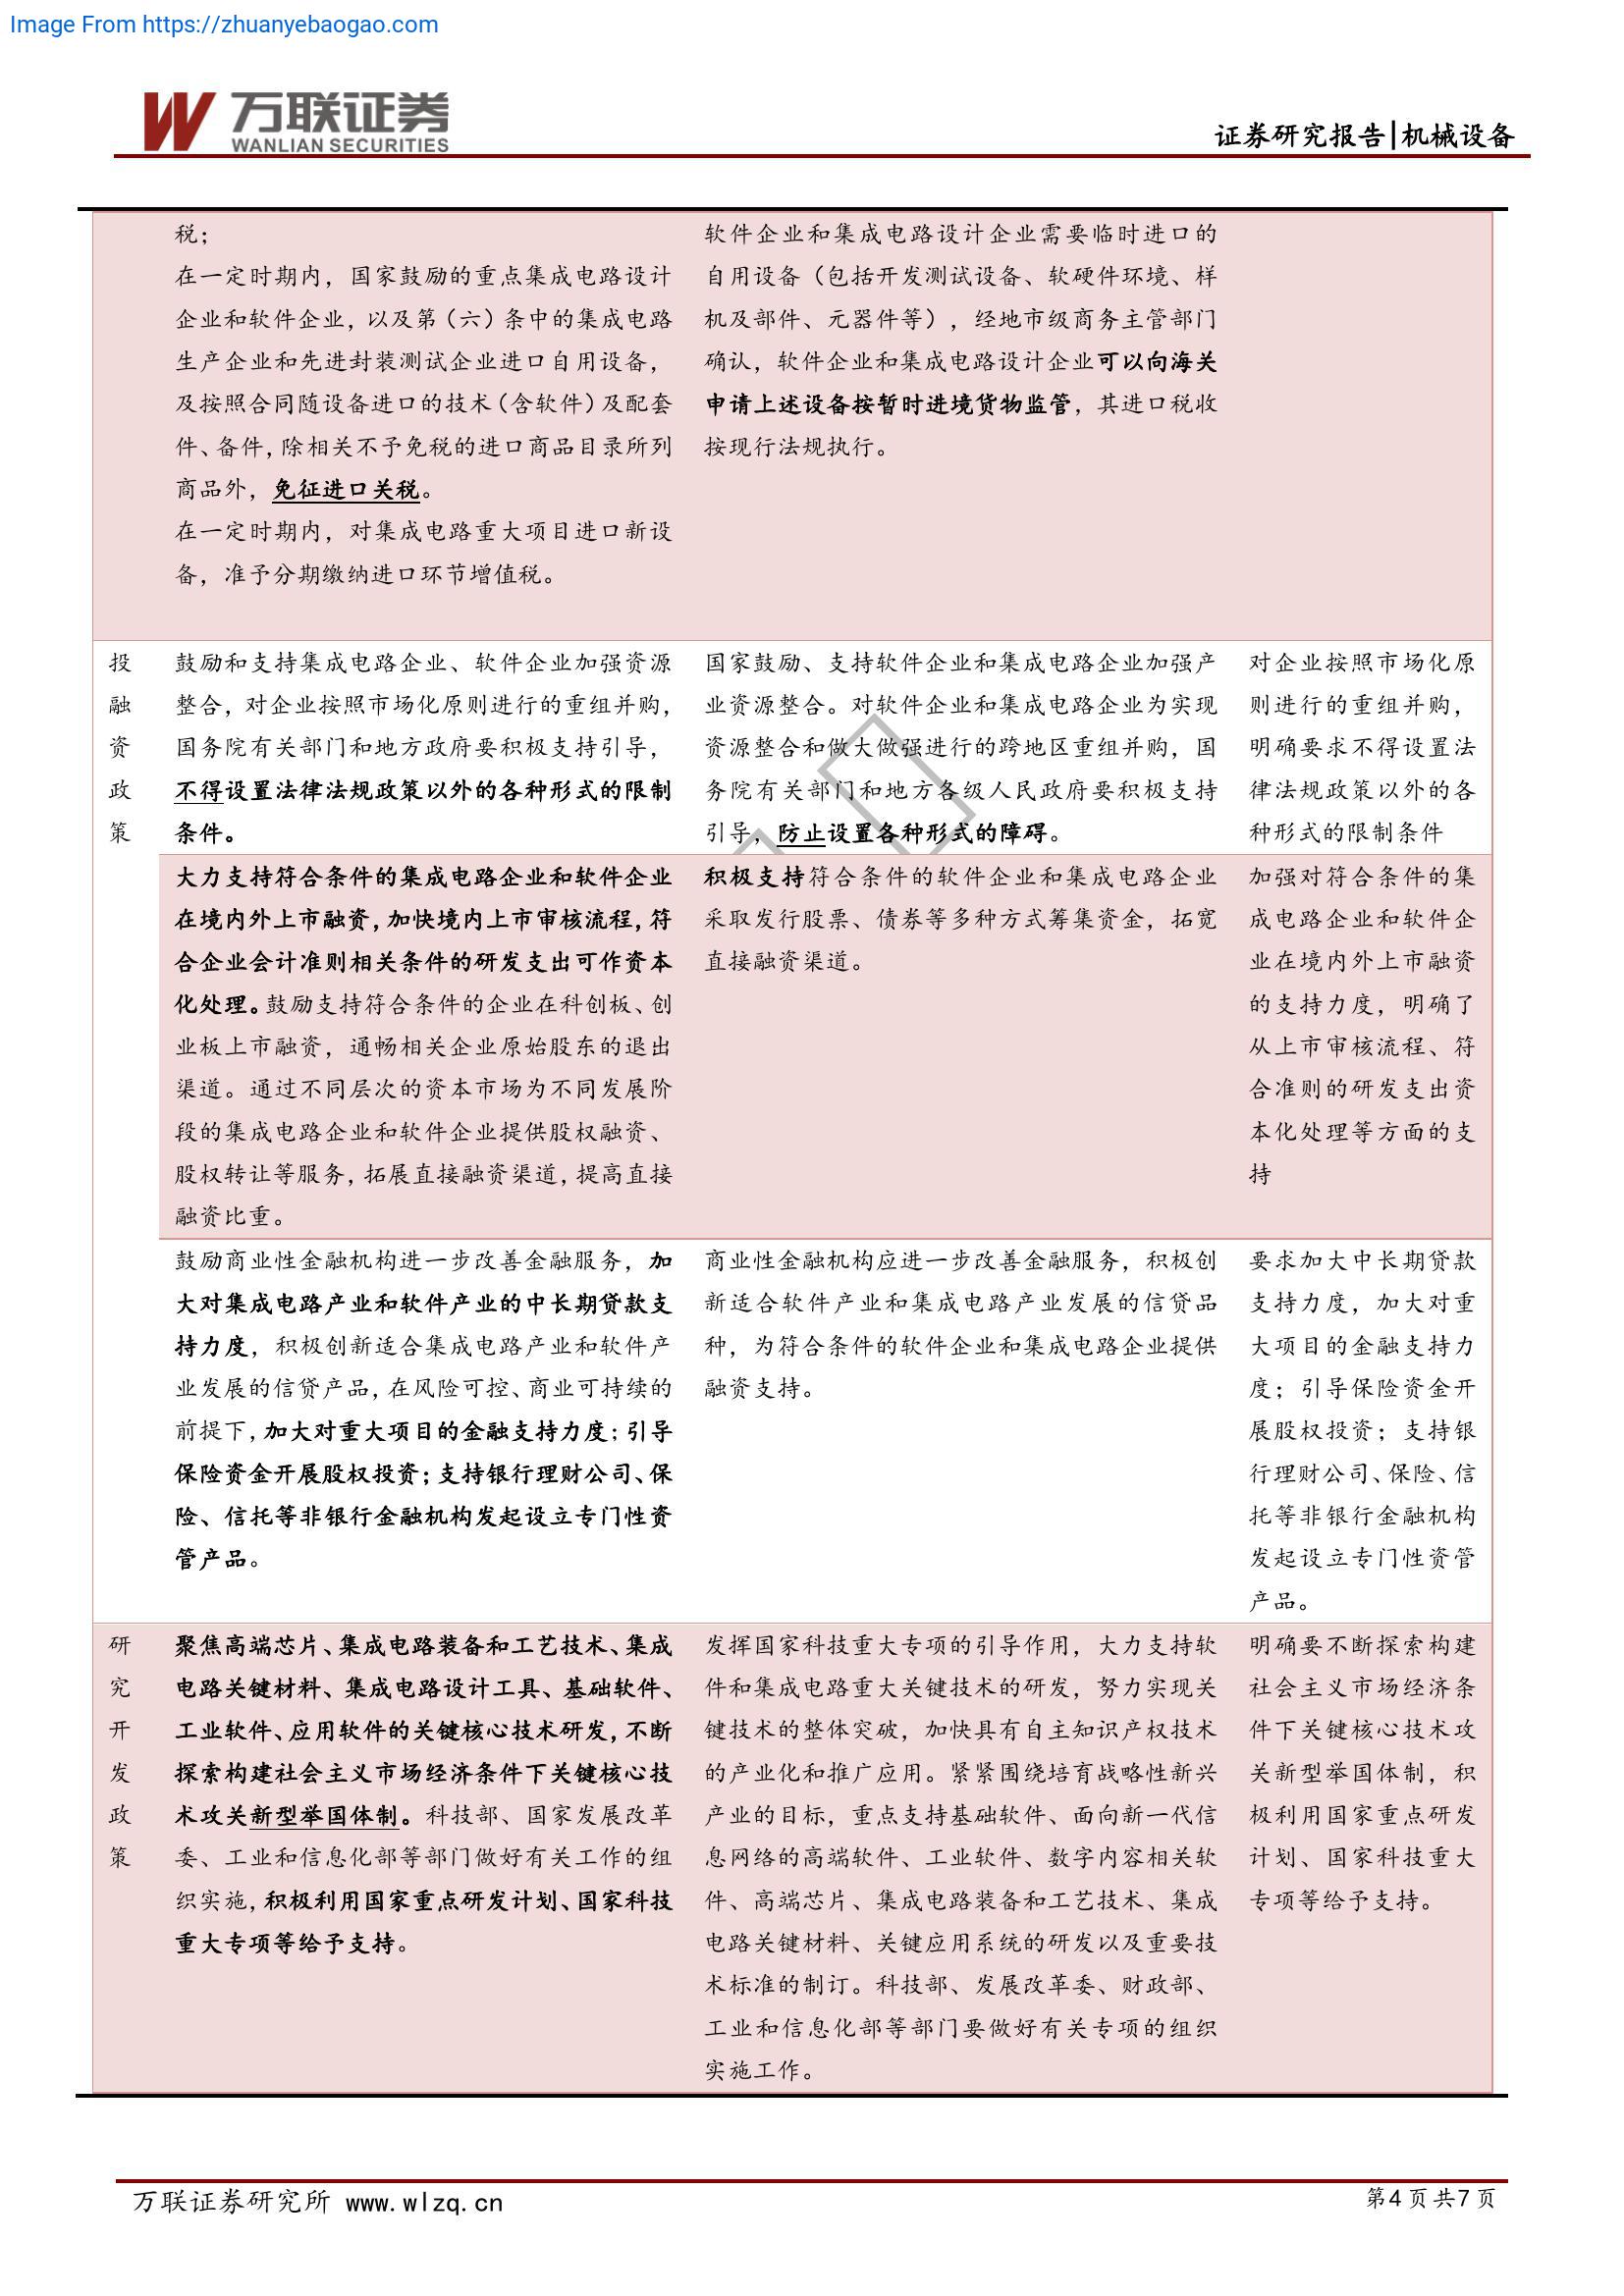 Image From https://zhuanyebaogao.com
万联证券
WANLIAN SECURITIES
证券研究报告|机械设备
税；
在一定时期内，国家鼓励的重点集成电路设计
企业和软件企业，以及第（六）条中的集成电路
生产企业和先进封装测试企业进口自用设备，
及按照合同随设备进口的技术（含软件）及配套
件、备件，除相关不予免税的进口商品目录所列
商品外，免征进口关税。
在一定时期内，对集成电路重大项目进口新设
备，准予分期缴纳进口环节增值税。
软件企业和集成电路设计企业需要临时进口的
自用设备（包括开发测试设备、软硬件环境、样
机及部件、元器件等），经地市级商务主管部门
确认，软件企业和集成电路设计企业可以向海关
申请上述设备按暂时进境货物监管，其进口税收
按现行法规执行。
投
融
资
政
策
鼓励和支持集成电路企业、软件企业加强资源
整合，对企业按照市场化原则进行的重组并购，
国务院有关部门和地方政府要积极支持引导，
不得设置法律法规政策以外的各种形式的限制
条件。
国家鼓励、支持软件企业和集成电路企业加强产
业资源整合。对软件企业和集成电路企业为实现
资源整合和做大做强进行的跨地区重组并购，国
务院有关部门和地方各级人民政府要积极支持
引导，防止设置各种形式的障碍。
对企业按照市场化原
则进行的重组并购，
明确要求不得设置法
律法规政策以外的各
种形式的限制条件
大力支持符合条件的集成电路企业和软件企业
在境内外上市融资，加快境内上市审核流程，符
合企业会计准则相关条件的研发支出可作资本
化处理。鼓励支持符合条件的企业在科创板、创
业板上市融资，通畅相关企业原始股东的退出
渠道。通过不同层次的资本市场为不同发展阶
段的集成电路企业和软件企业提供股权融资、
股权转让等服务，拓展直接融资渠道，提高直接
融资比重。
积极支持符合条件的软件企业和集成电路企业
采取发行股票、债券等多种方式筹集资金，拓宽
直接融资渠道。
加强对符合条件的集
成电路企业和软件企
业在境内外上市融资
的支持力度，明确了
从上市审核流程、符
合准则的研发支出资
本化处理等方面的支
持
鼓励商业性金融机构进一步改善金融服务，加
大对集成电路产业和软件产业的中长期贷款支
持力度，积极创新适合集成电路产业和软件产
业发展的信贷产品，在风险可控、商业可持续的
前提下，加大对重大项目的金融支持力度；引导
保险资金开展股权投资；支持银行理财公司、保
险、信托等非银行金融机构发起设立专门性资
管产品。
商业性金融机构应进一步改善金融服务，积极创
新适合软件产业和集成电路产业发展的信贷品
种，为符合条件的软件企业和集成电路企业提供
融资支持。
要求加大中长期贷款
支持力度，加大对重
大项目的金融支持力
度；引导保险资金开
展股权投资；支持银
行理财公司、保险、信
托等非银行金融机构
发起设立专门性资管
产品。
研
究
开
发
政
策
聚焦高端芯片、集成电路装备和工艺技术、集成
电路关键材料、集成电路设计工具、基础软件、
工业软件、应用软件的关键核心技术研发，不断
探索构建社会主义市场经济条件下关键核心技
术攻关新型举国体制。科技部、国家发展改革
委、工业和信息化部等部门做好有关工作的组
织实施，积极利用国家重点研发计划、国家科技
重大专项等给予支持。
发挥国家科技重大专项的引导作用，大力支持软
件和集成电路重大关键技术的研发，努力实现关
键技术的整体突破，加快具有自主知识产权技术
的产业化和推广应用。紧紧围绕培育战略性新兴
产业的目标，重点支持基础软件、面向新一代信
息网络的高端软件、工业软件、数字内容相关软
件、高端芯片、集成电路装备和工艺技术、集成
电路关键材料、关键应用系统的研发以及重要技
术标准的制订。科技部、发展改革委、财政部、
工业和信息化部等部门要做好有关专项的组织
实施工作。
明确要不断探索构建
社会主义市场经济条
件下关键核心技术攻
关新型举国体制，积
极利用国家重点研发
计划、国家科技重大
专项等给予支持。
万联证券研究所 www.wlzq.cn
第4页共7页